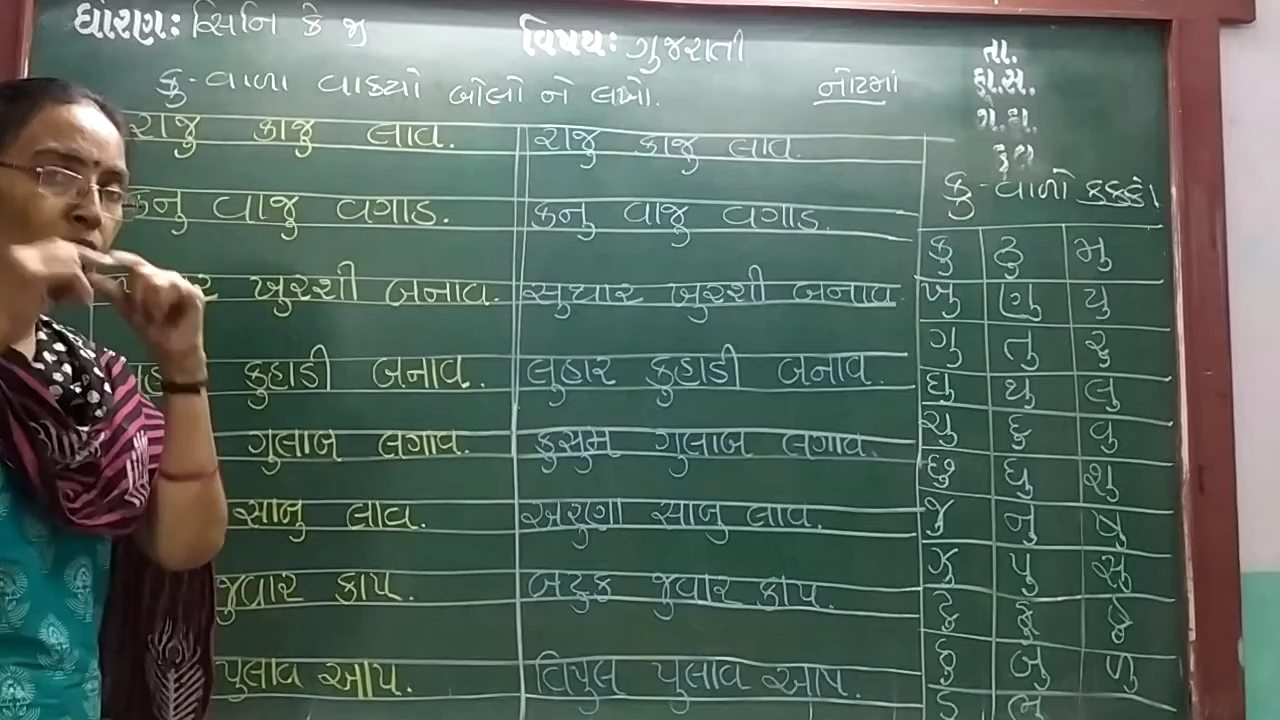 ધોરણ: સિનિ કે જી
વિષય: ગુજરાતી
તા.
હા.સ.
ગે.હા.
કુલ
કુ-વાળા વાક્યો બોલો ને લખો.
નોટમાં
રાજુ કાજુ લાવ.
રાજુ કાજુ લાવ.
કનુ વાજુ વગાડ.
કનુ વાજુ વગાડ.
ખુરશી બનાવ.
સુથાર ખુરશી બનાવ
કુહાડી બનાવ.
લુહાર કુહાડી બનાવ.
ગુલાબ લગાવ.
કુસુમ ગુલાબ લગાવ.
સાબુ લાવ.
અરુણા સાબુ લાવ.
જુવાર કાપ.
બટુક જુવાર કાપ.
પુલાવ આપ.
વિપુલ પુલાવ આપ.
કુ-વાળો કક્કો
કુ ઢુ મુ
ખુ ણુ યુ
ગુ તુ રુ
ઘુ થુ લુ
ચુ દુ વુ
છુ ધુ શુ
જુ નુ ષુ
ઝુ પુ સુ
ટુ ફુ હુ
ઠુ બુ ળુ
ડુ ભુ